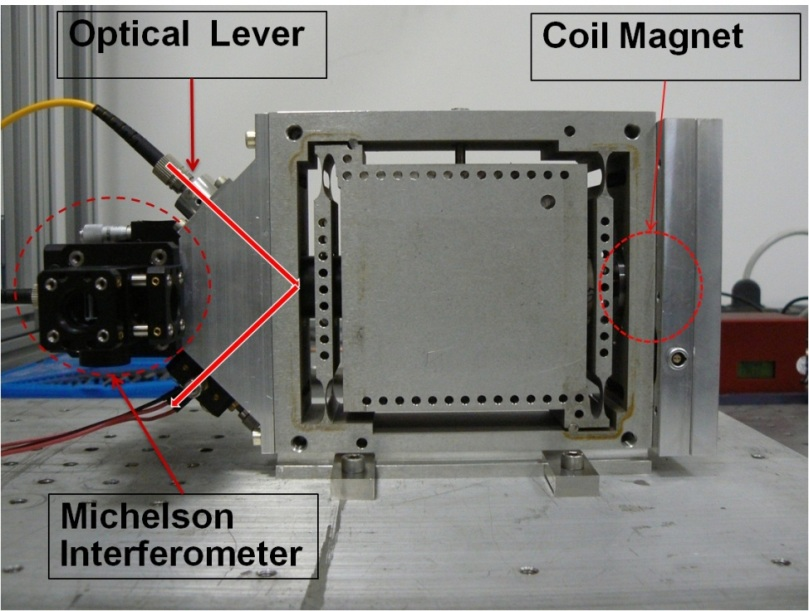 Optical Lever
Coil Magnet
Michelson
Interferometer